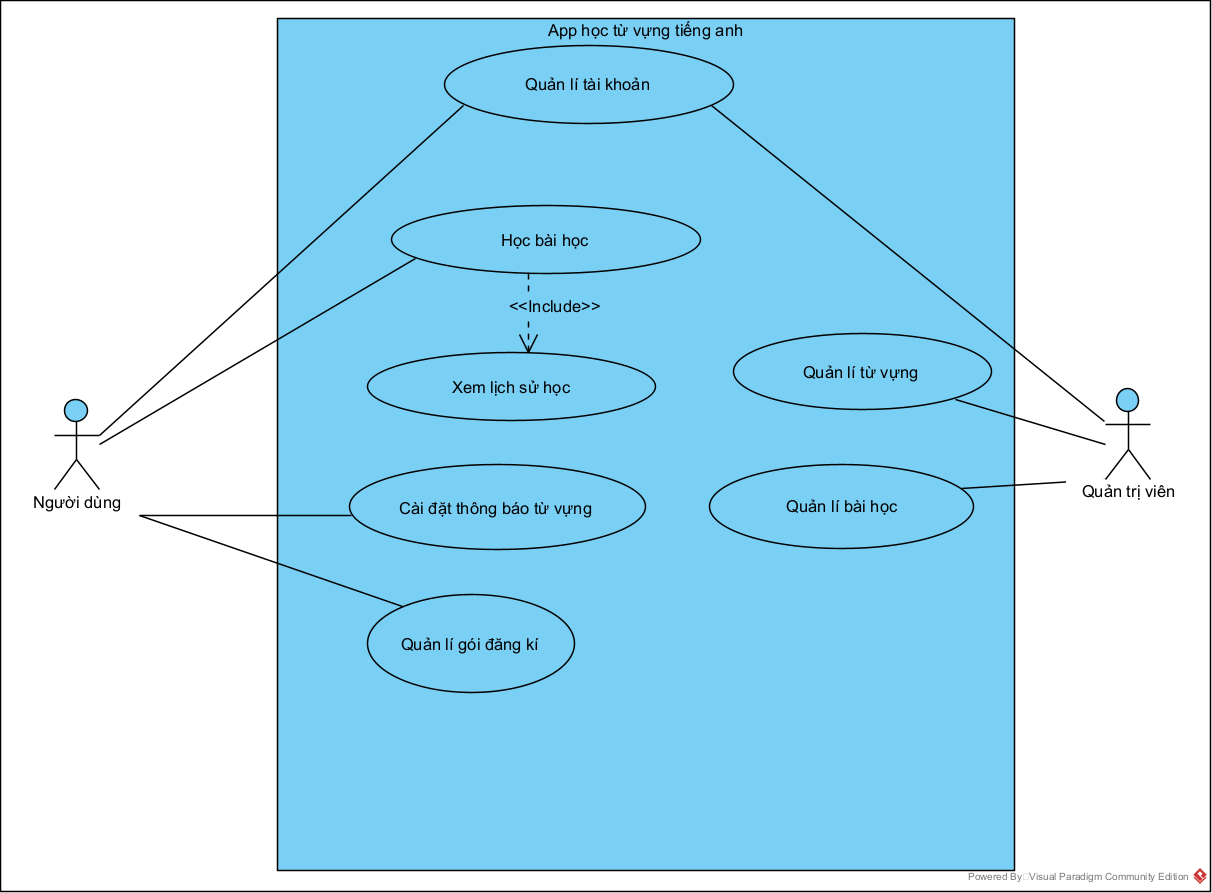 App học từ vựng tiếng anh
Quản lí tài khoản
Học bài học
<<Include>>
Xem lịch sử học
Quản lí từ vựng
Người dùng
Quản trị viên
Cài đặt thông báo từ vựng
Quản lí bài học
Quản lí gói đăng kí
Powered By Visual Paradigm Community Edition